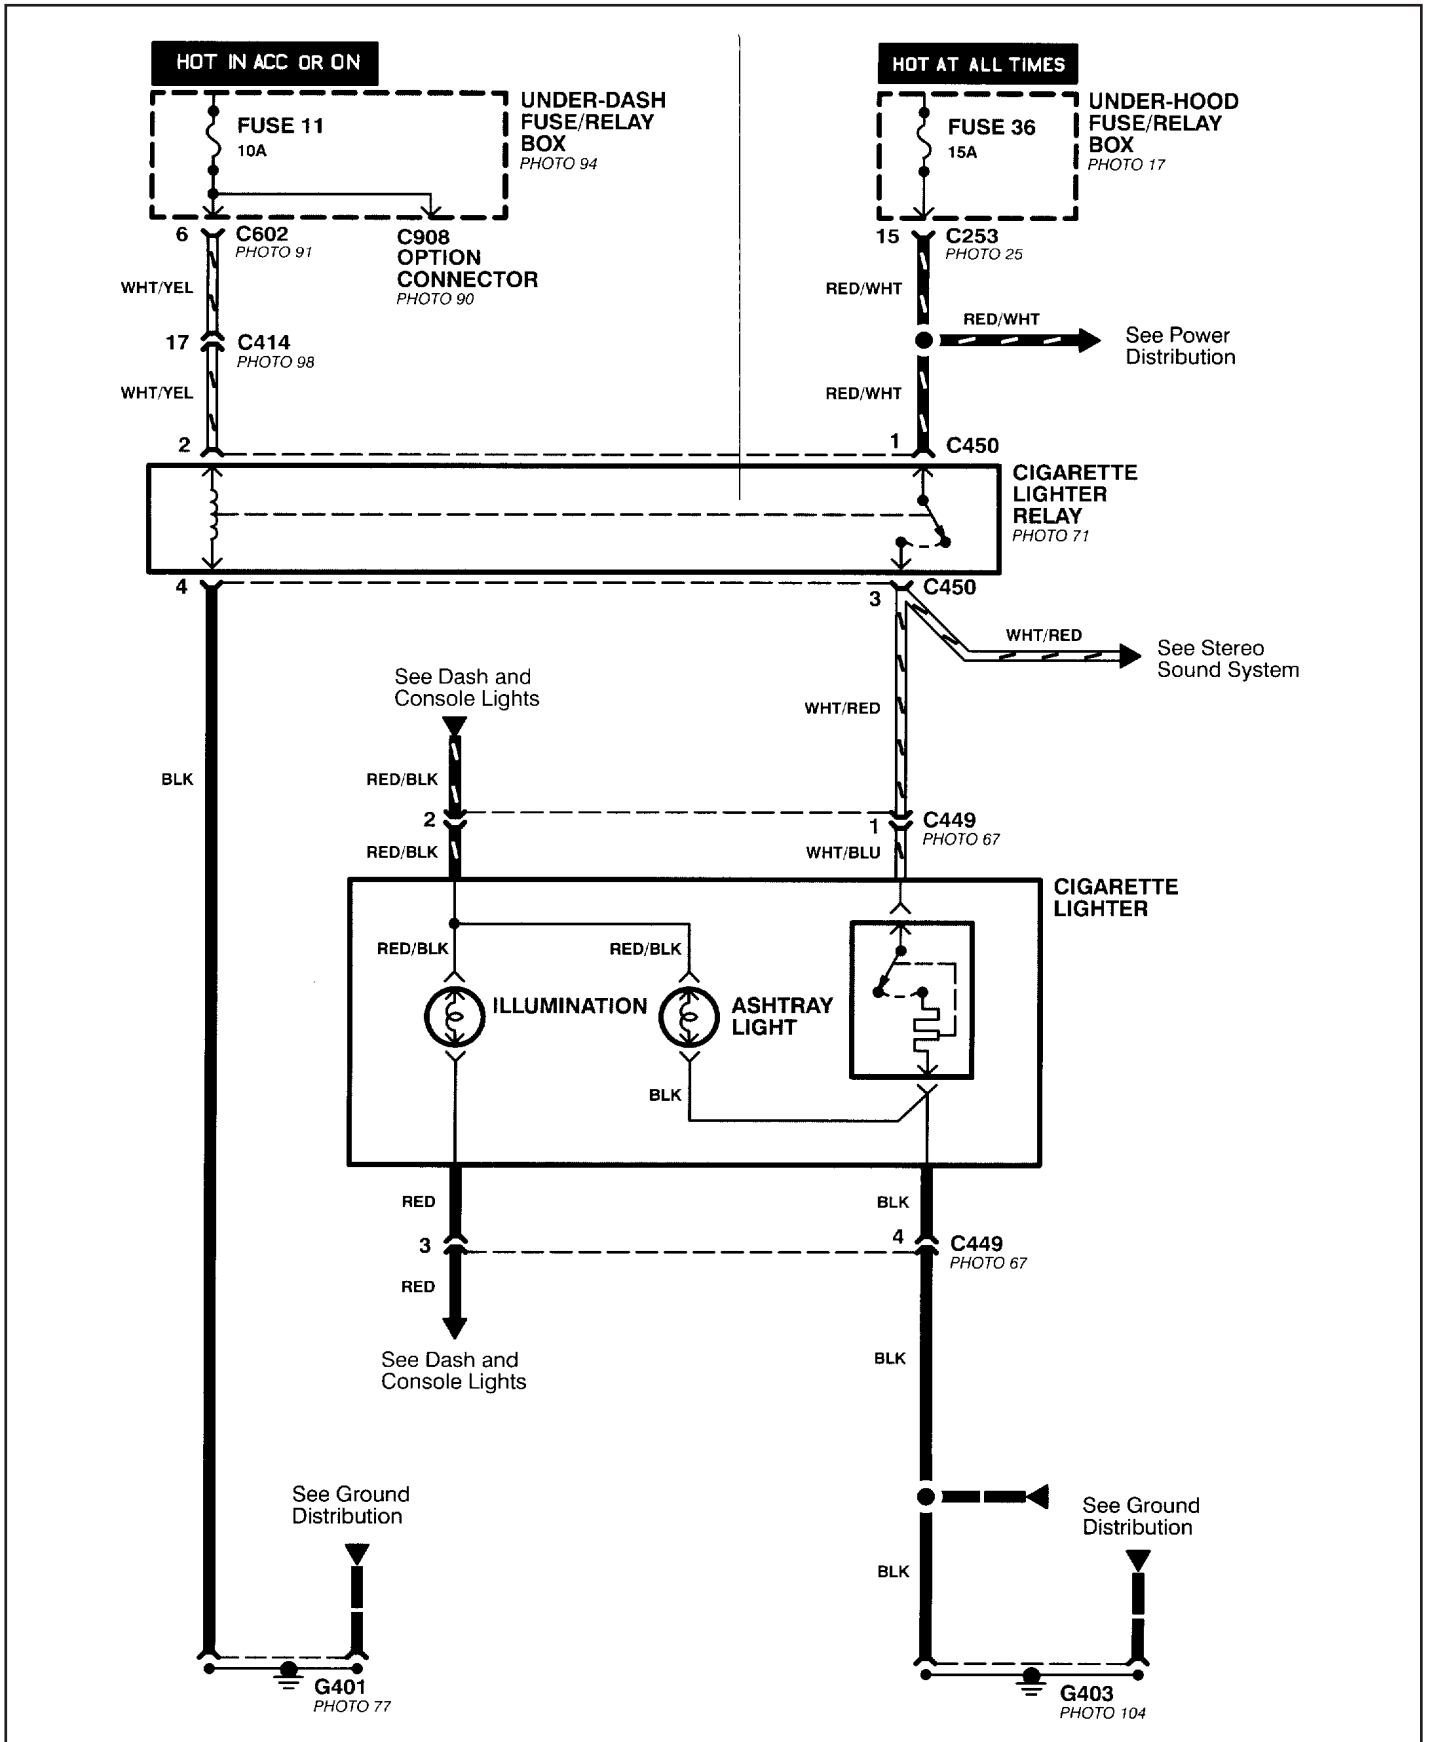 HOT IN ACC OR ON
HOT AT ALL TIMES
FUSE 11
10A
UNDER-DASH
FUSE/RELAY
BOX
PHOTO 94
FUSE 36
15A
UNDER-HOOD
FUSE/RELAY
BOX
PHOTO 17
6
C602
PHOTO 91
C908
OPTION
CONNECTOR
PHOTO 90
15
C253
PHOTO 25
WHT/YEL
RED/WHT
RED/WHT
See Power
Distribution
17
C414
PHOTO 98
WHT/YEL
RED/WHT
2
1
C450
CIGARETTE
LIGHTER
RELAY
PHOTO 71
4
3
C450
WHT/RED
See Stereo
Sound System
See Dash and
Console Lights
WHT/RED
BLK
RED/BLK
2
1
C449
PHOTO 67
RED/BLK
WHT/BLU
CIGARETTE
LIGHTER
RED/BLK
RED/BLK
ILLUMINATION
ASHTRAY
LIGHT
BLK
RED
BLK
3
4
C449
PHOTO 67
RED
See Dash and
Console Lights
BLK
See Ground
Distribution
See Ground
Distribution
BLK
G401
PHOTO 77
G403
PHOTO 104